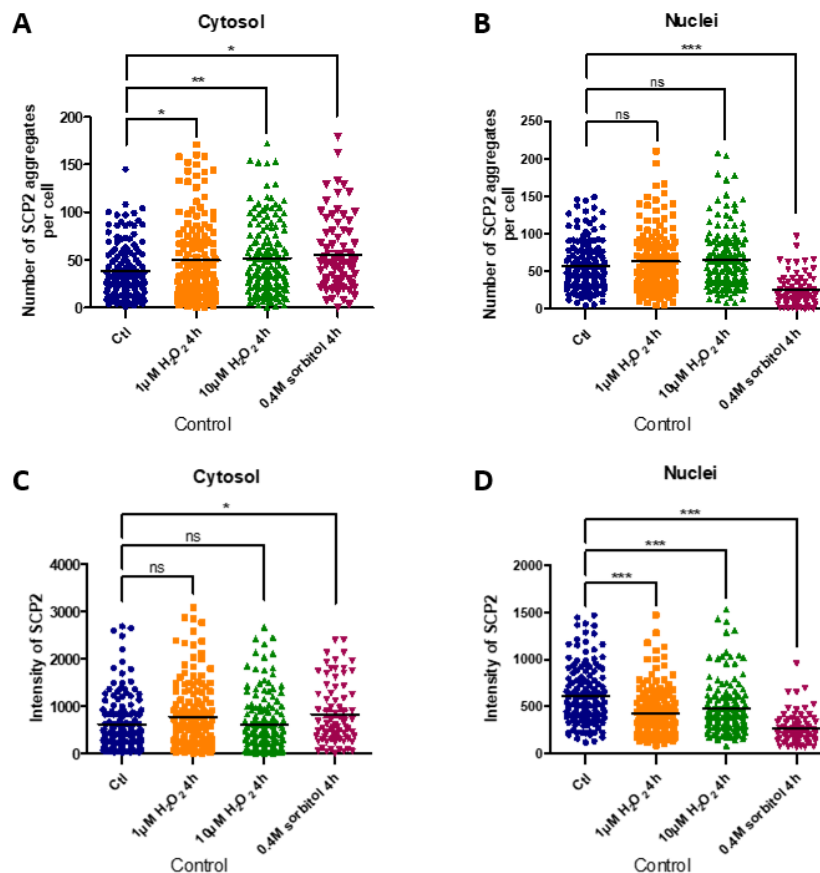 A
Cytosol
*
**
*
Number of SCP2 aggregates
per cell
200
150
100
50
0
Ctl
1µM H₂O₂ 4h
10µM H₂O₂ 4h
0.4M sorbitol 4h
Control
B
Nuclei
***
ns
ns
Number of SCP2 aggregates
per cell
250
200
150
100
50
0
Ctl
1µM H₂O₂ 4h
10µM H₂O₂ 4h
0.4M sorbitol 4h
Control
C
Cytosol
*
ns
ns
Intensity of SCP2
4000
3000
2000
1000
0
Ctl
1µM H₂O₂ 4h
10µM H₂O₂ 4h
0.4M sorbitol 4h
Control
D
Nuclei
***
***
***
Intensity of SCP2
2000
1500
1000
500
0
Ctl
1µM H₂O₂ 4h
10µM H₂O₂ 4h
0.4M sorbitol 4h
Control